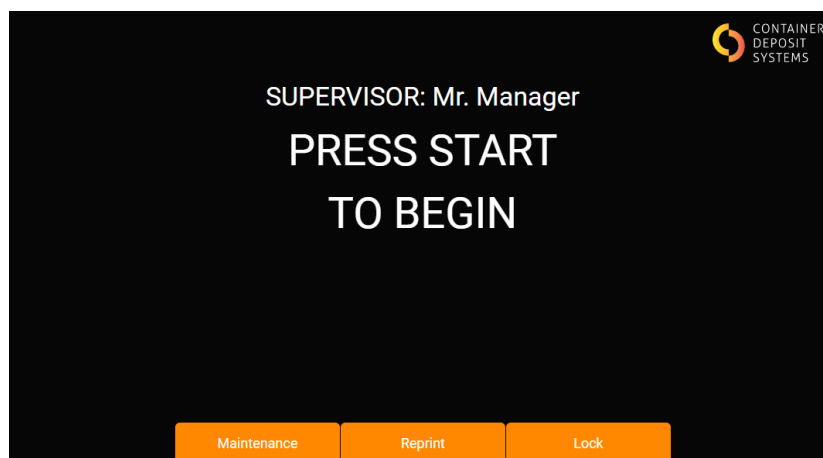 CONTAINER
DEPOSIT
SYSTEMS
SUPERVISOR: Mr. Manager
PRESS START
TO BEGIN
Maintenance
Reprint
Lock